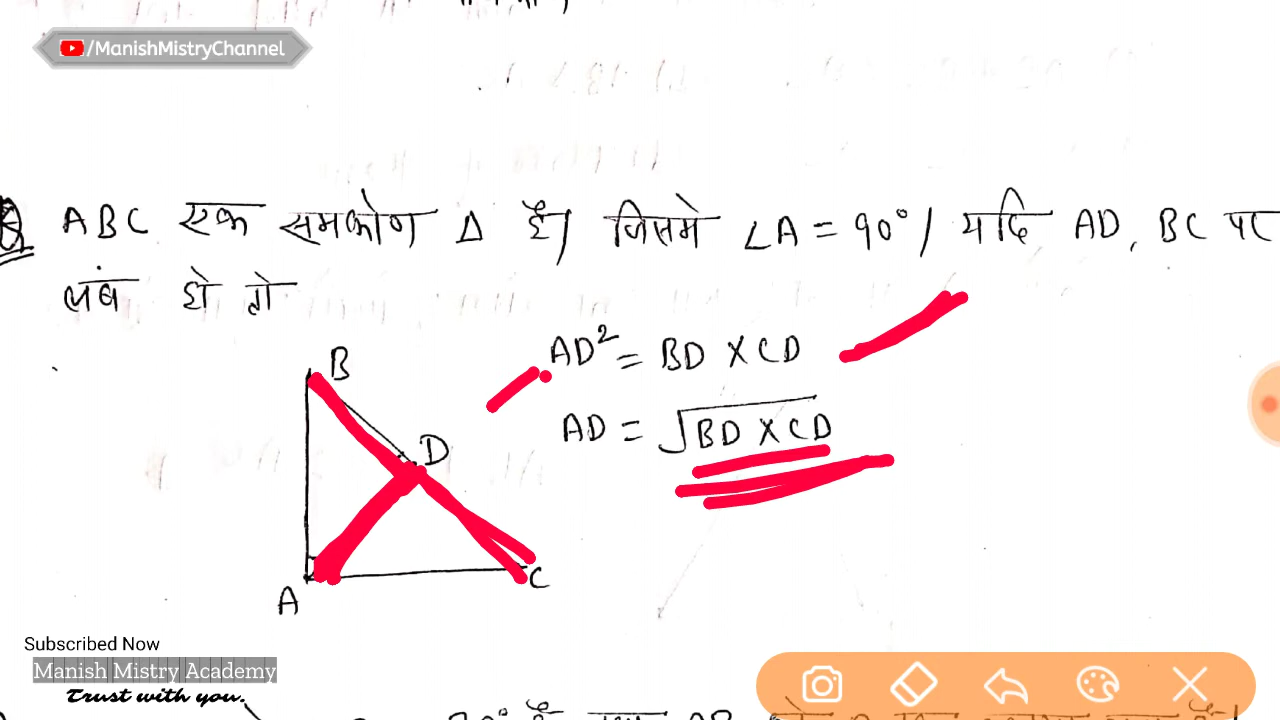 /ManishMistryChannel
ABC एक समकोण Δ है। जिसमे ∠A = 90°/ यदि AD, BC पर
लंब हो तो
AD² = BD × CD
AD = √BD × CD
B
D
A
C
Subscribed Now
Manish Mistry Academy
Trust with you.